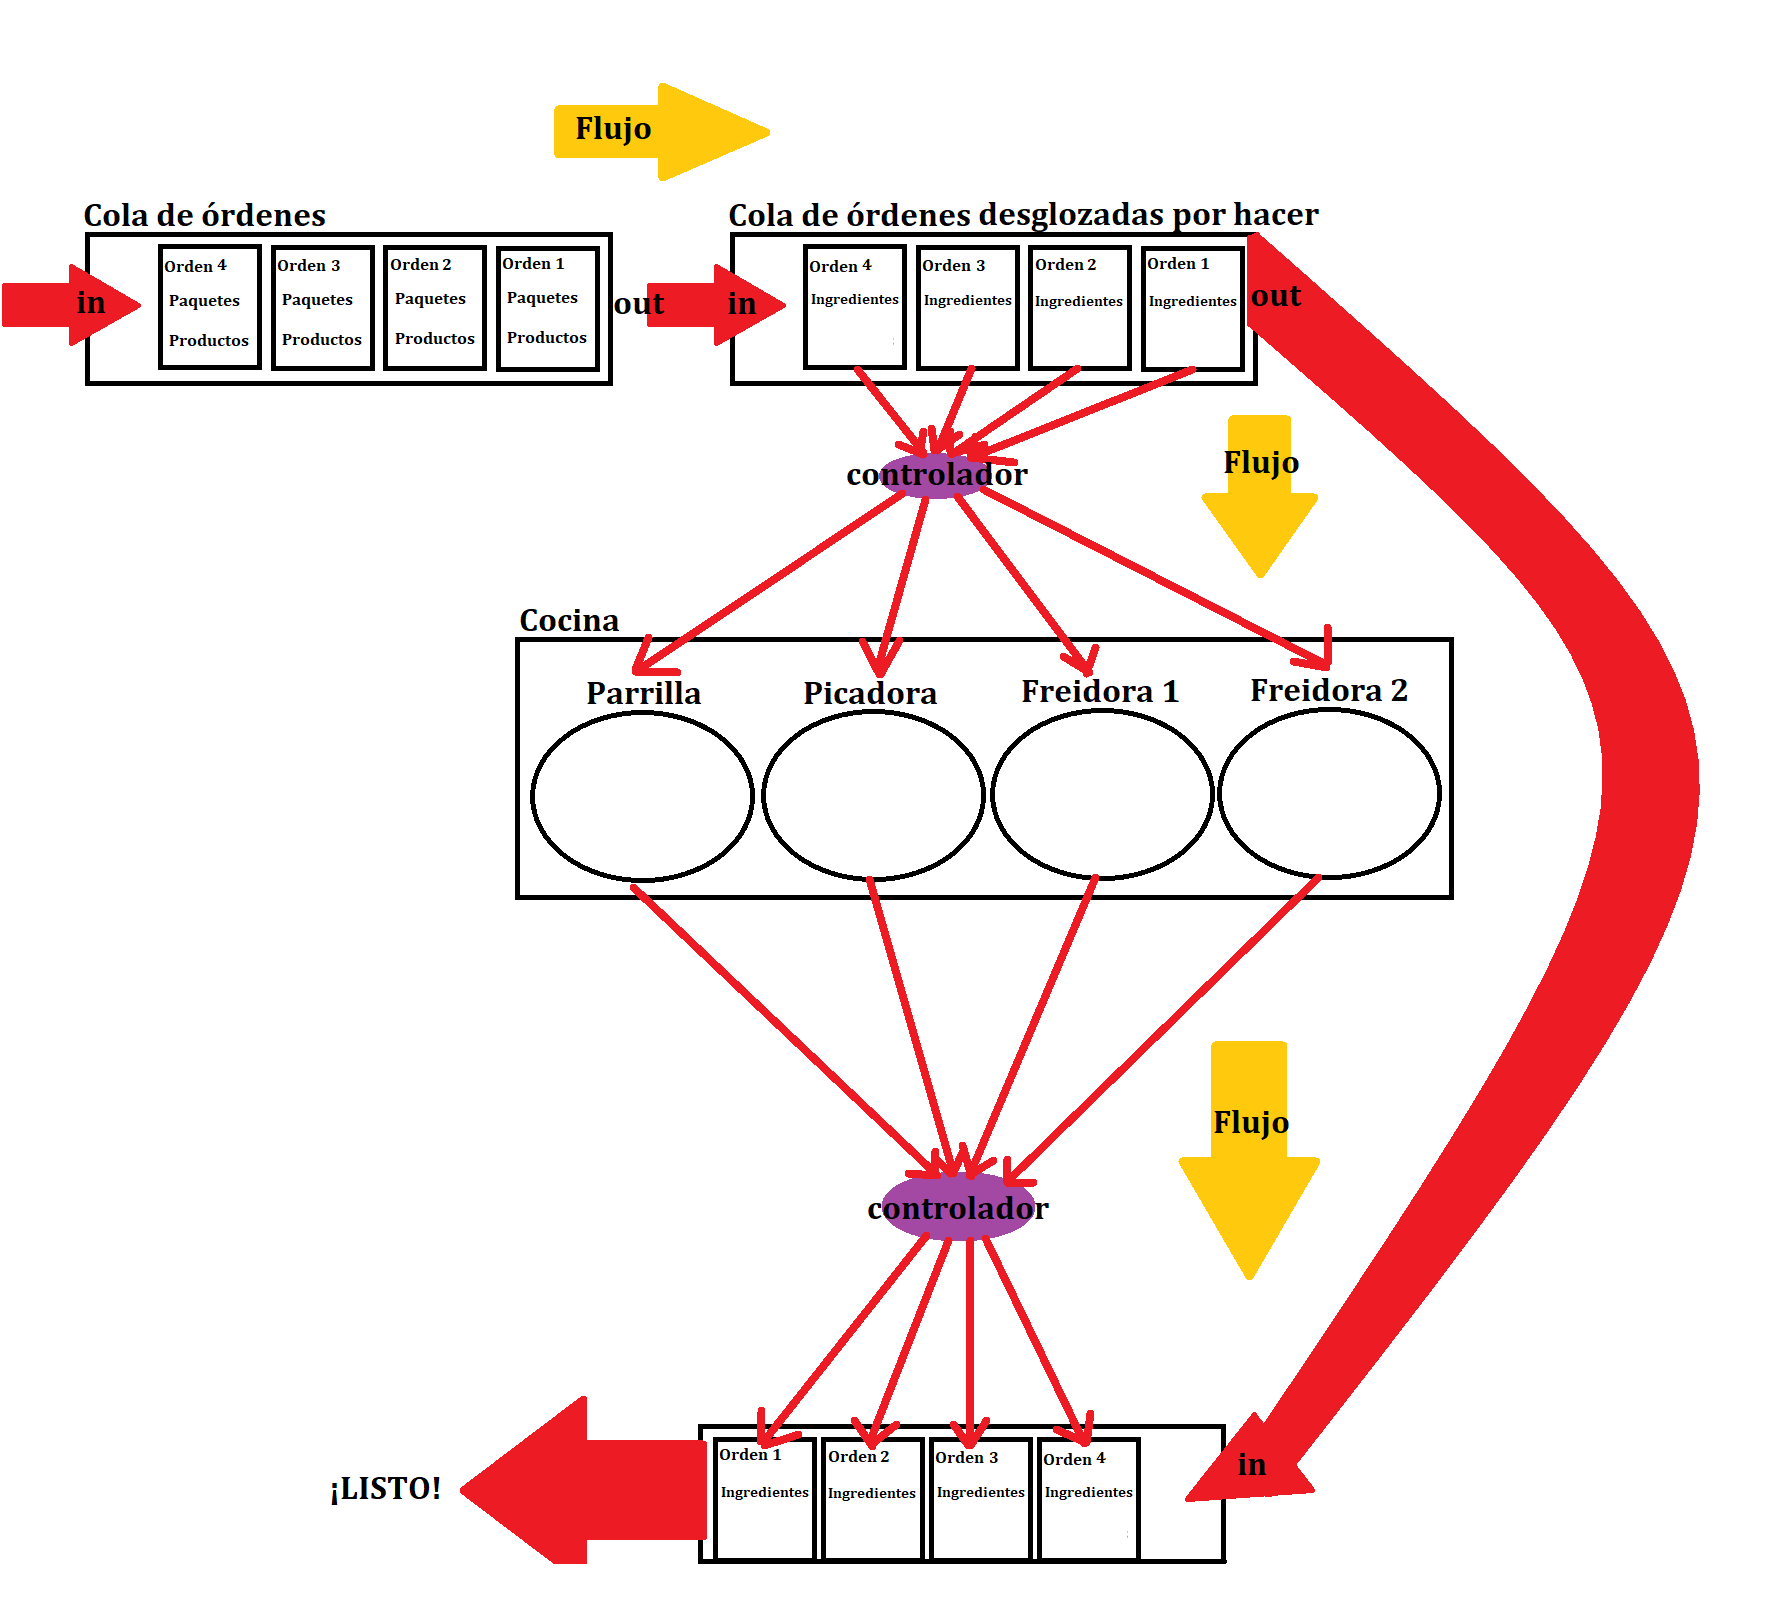 Flujo
Cola de órdenes
Cola de órdenes desglozadas por hacer
in
Orden 4
Paquetes
Productos
Orden 3
Paquetes
Productos
Orden 2
Paquetes
Productos
Orden 1
Paquetes
Productos
out
in
Orden 4
Ingredientes
Orden 3
Ingredientes
Orden 2
Ingredientes
Orden 1
Ingredientes
out
controlador
Flujo
Cocina
Parrilla
Picadora
Freidora 1
Freidora 2
Flujo
controlador
¡LISTO!
Orden 1
Ingredientes
Orden 2
Ingredientes
Orden 3
Ingredientes
Orden 4
Ingredientes
in